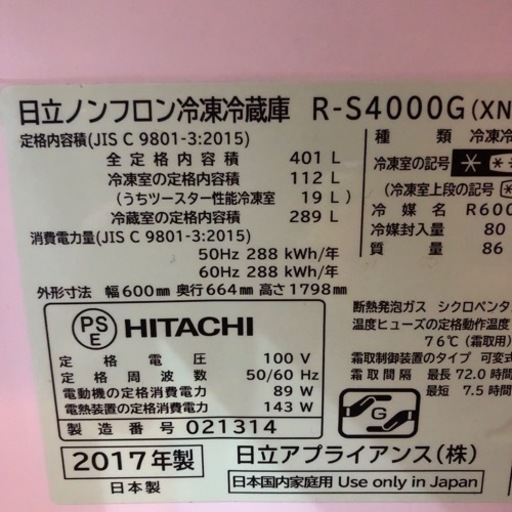 日立ノンフロン冷凍冷蔵庫 R-S4000G(XN
定格内容積(JIS C 9801-3:2015)
全定格内容積 401 L
冷凍室の定格内容積 112 L
(うちツースター性能冷凍室 19 L)
冷蔵室の定格内容積 289 L
消費電力量(JIS C 9801-3:2015)
50Hz 288 kWh/年
60Hz 288 kWh/年
外形寸法 幅600mm 奥行664mm 高さ1798mm
PS
E
HITACHI
定格電圧 100 V
定格周波数 50/60 Hz
電動機の定格消費電力 89 W
電熱装置の定格消費電力 143 W
製造番号 021314
2017年製
日本製
種類 冷凍冷
冷凍室の記号
(冷凍室上段の記号
冷媒名 R600
冷媒封入量 80
質量 86
断熱発泡ガス シクロペンタ
温度ヒューズの定格動作温度
76℃(霜取用)
霜取制御装置のタイプ 可変式
霜取間隔 最長 72.0 時間
最短 7.5 時間
G
日立アプライアンス(株)
日本国内家庭用 Use only in Japan